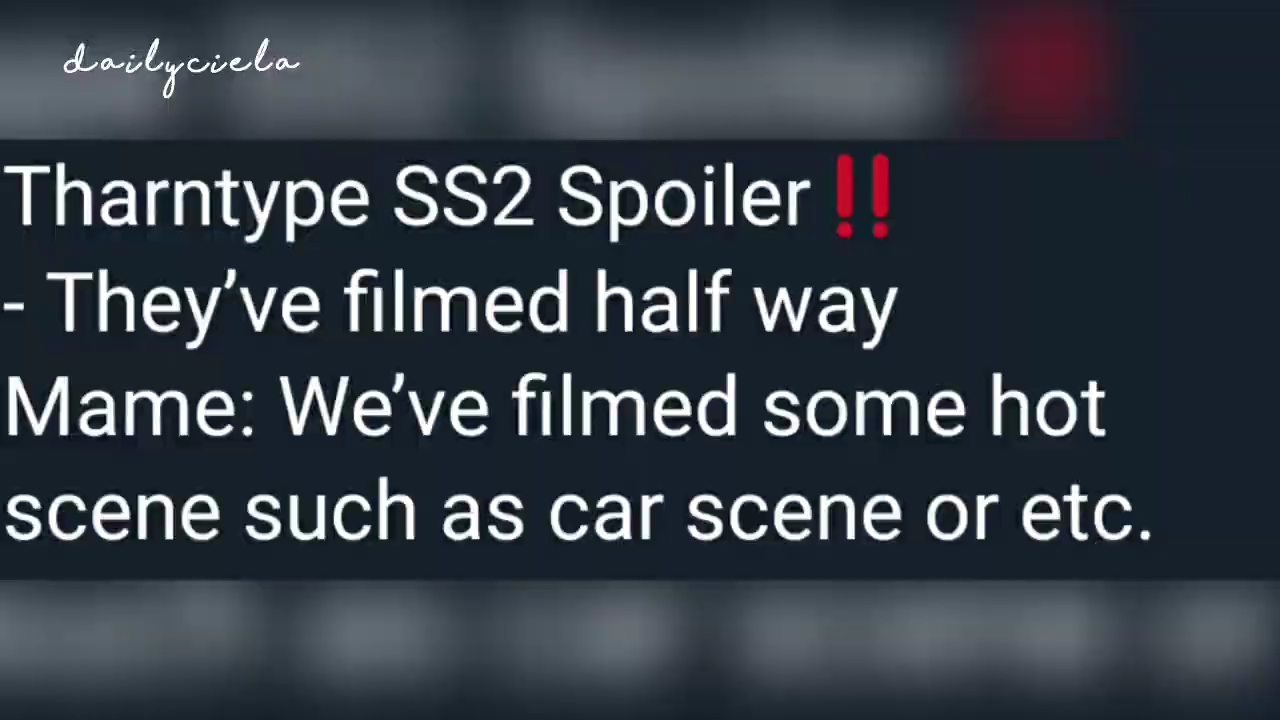 dailyciela
Tharntype SS2 Spoiler‼️
- They’ve filmed half way
Mame: We’ve filmed some hot
scene such as car scene or etc.